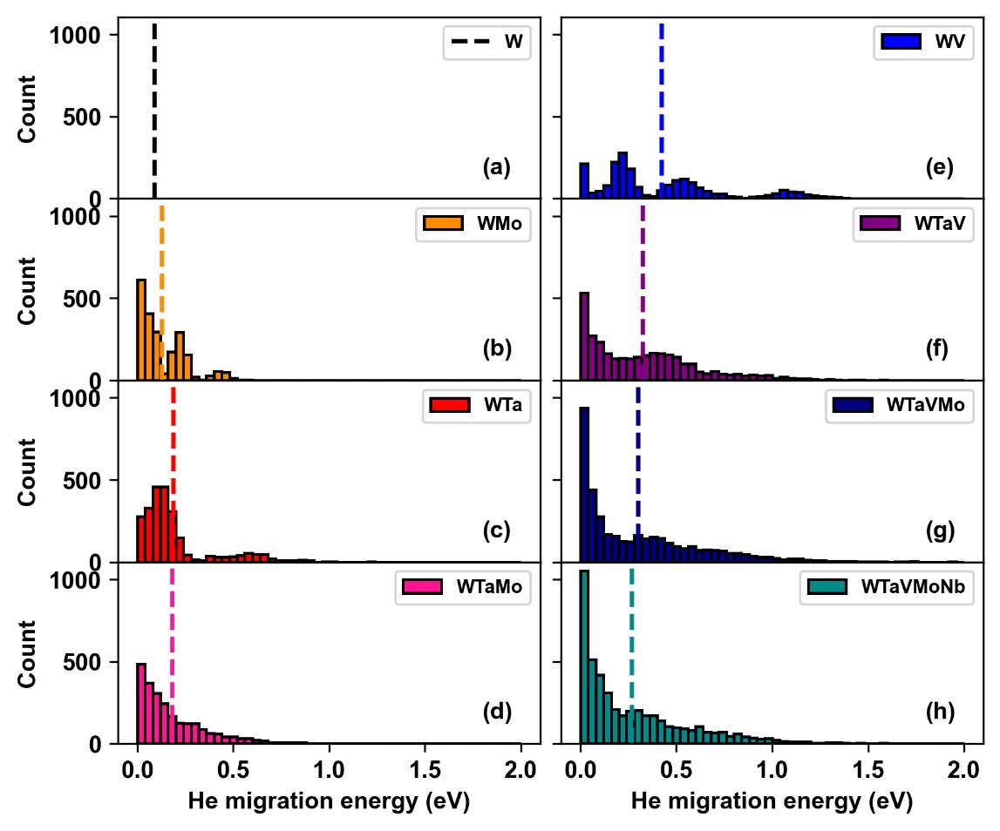 1000
W
Count
500
(a)
0
1000
WMo
Count
500
(b)
0
1000
WTa
Count
500
(c)
0
1000
WTaMo
Count
500
(d)
0
0.0 0.5 1.0 1.5 2.0
He migration energy (eV)
WV
(e)
WTaV
(f)
WTaVMo
(g)
WTaVMoNb
(h)
0.0 0.5 1.0 1.5 2.0
He migration energy (eV)